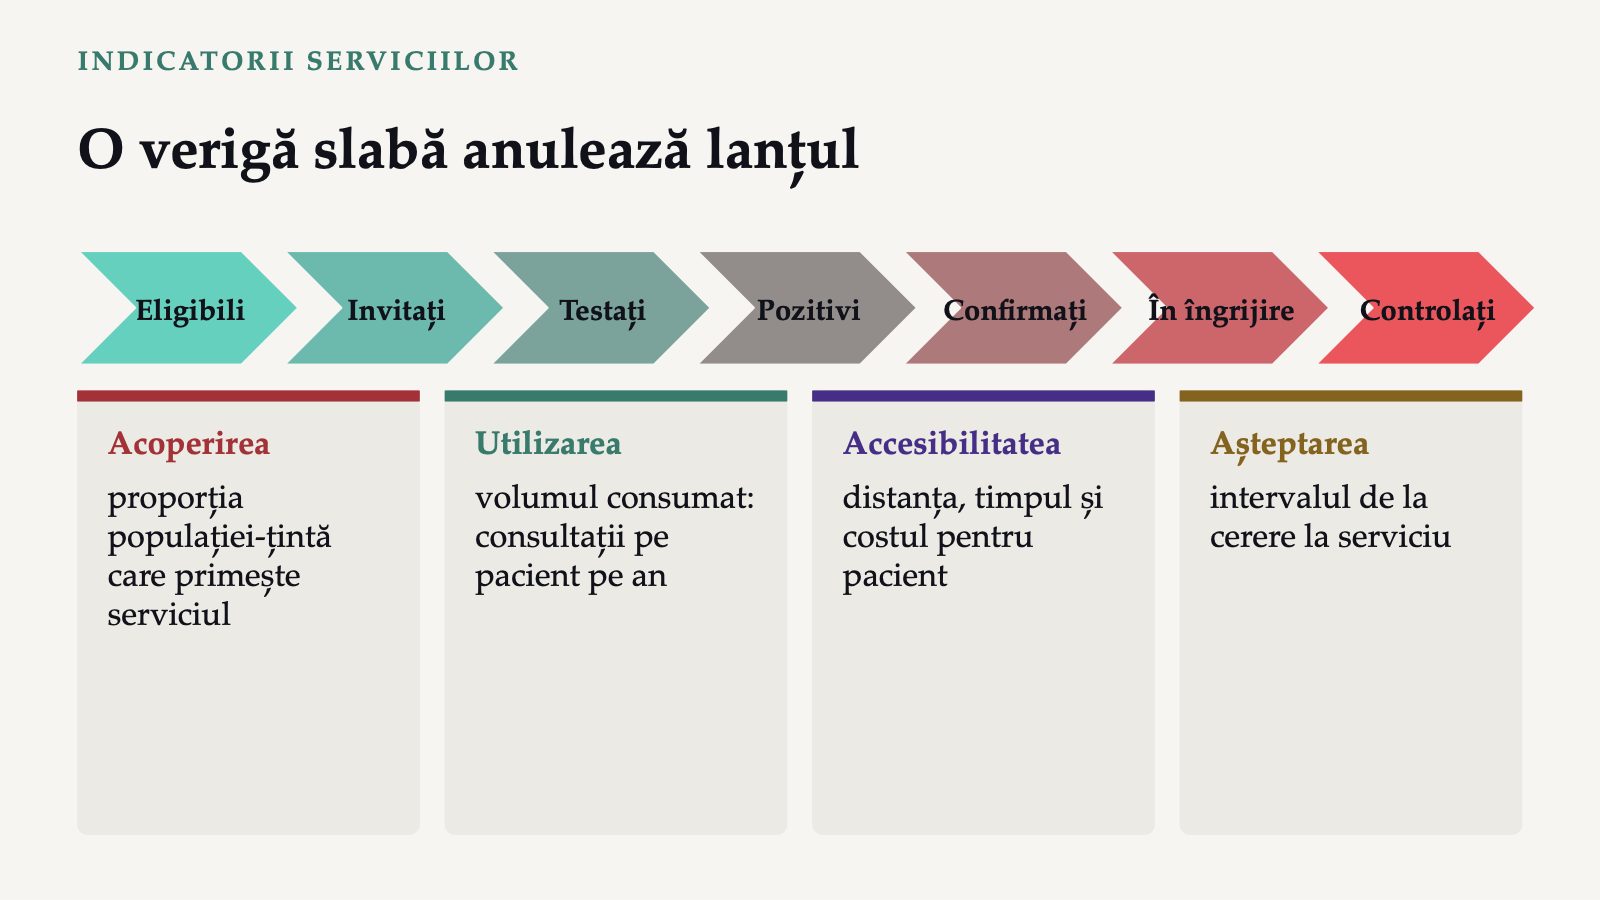 INDICATORII SERVICIILOR
O verigă slabă anulează lanțul
Eligibili
Invitați
Testați
Pozitivi
Confirmați
În îngrijire
Controlați
Acoperirea
proporția
populației-țintă
care primește
serviciul
Utilizarea
volumul consumat:
consultații pe
pacient pe an
Accesibilitatea
distanța, timpul și
costul pentru
pacient
Așteptarea
intervalul de la
cerere la serviciu